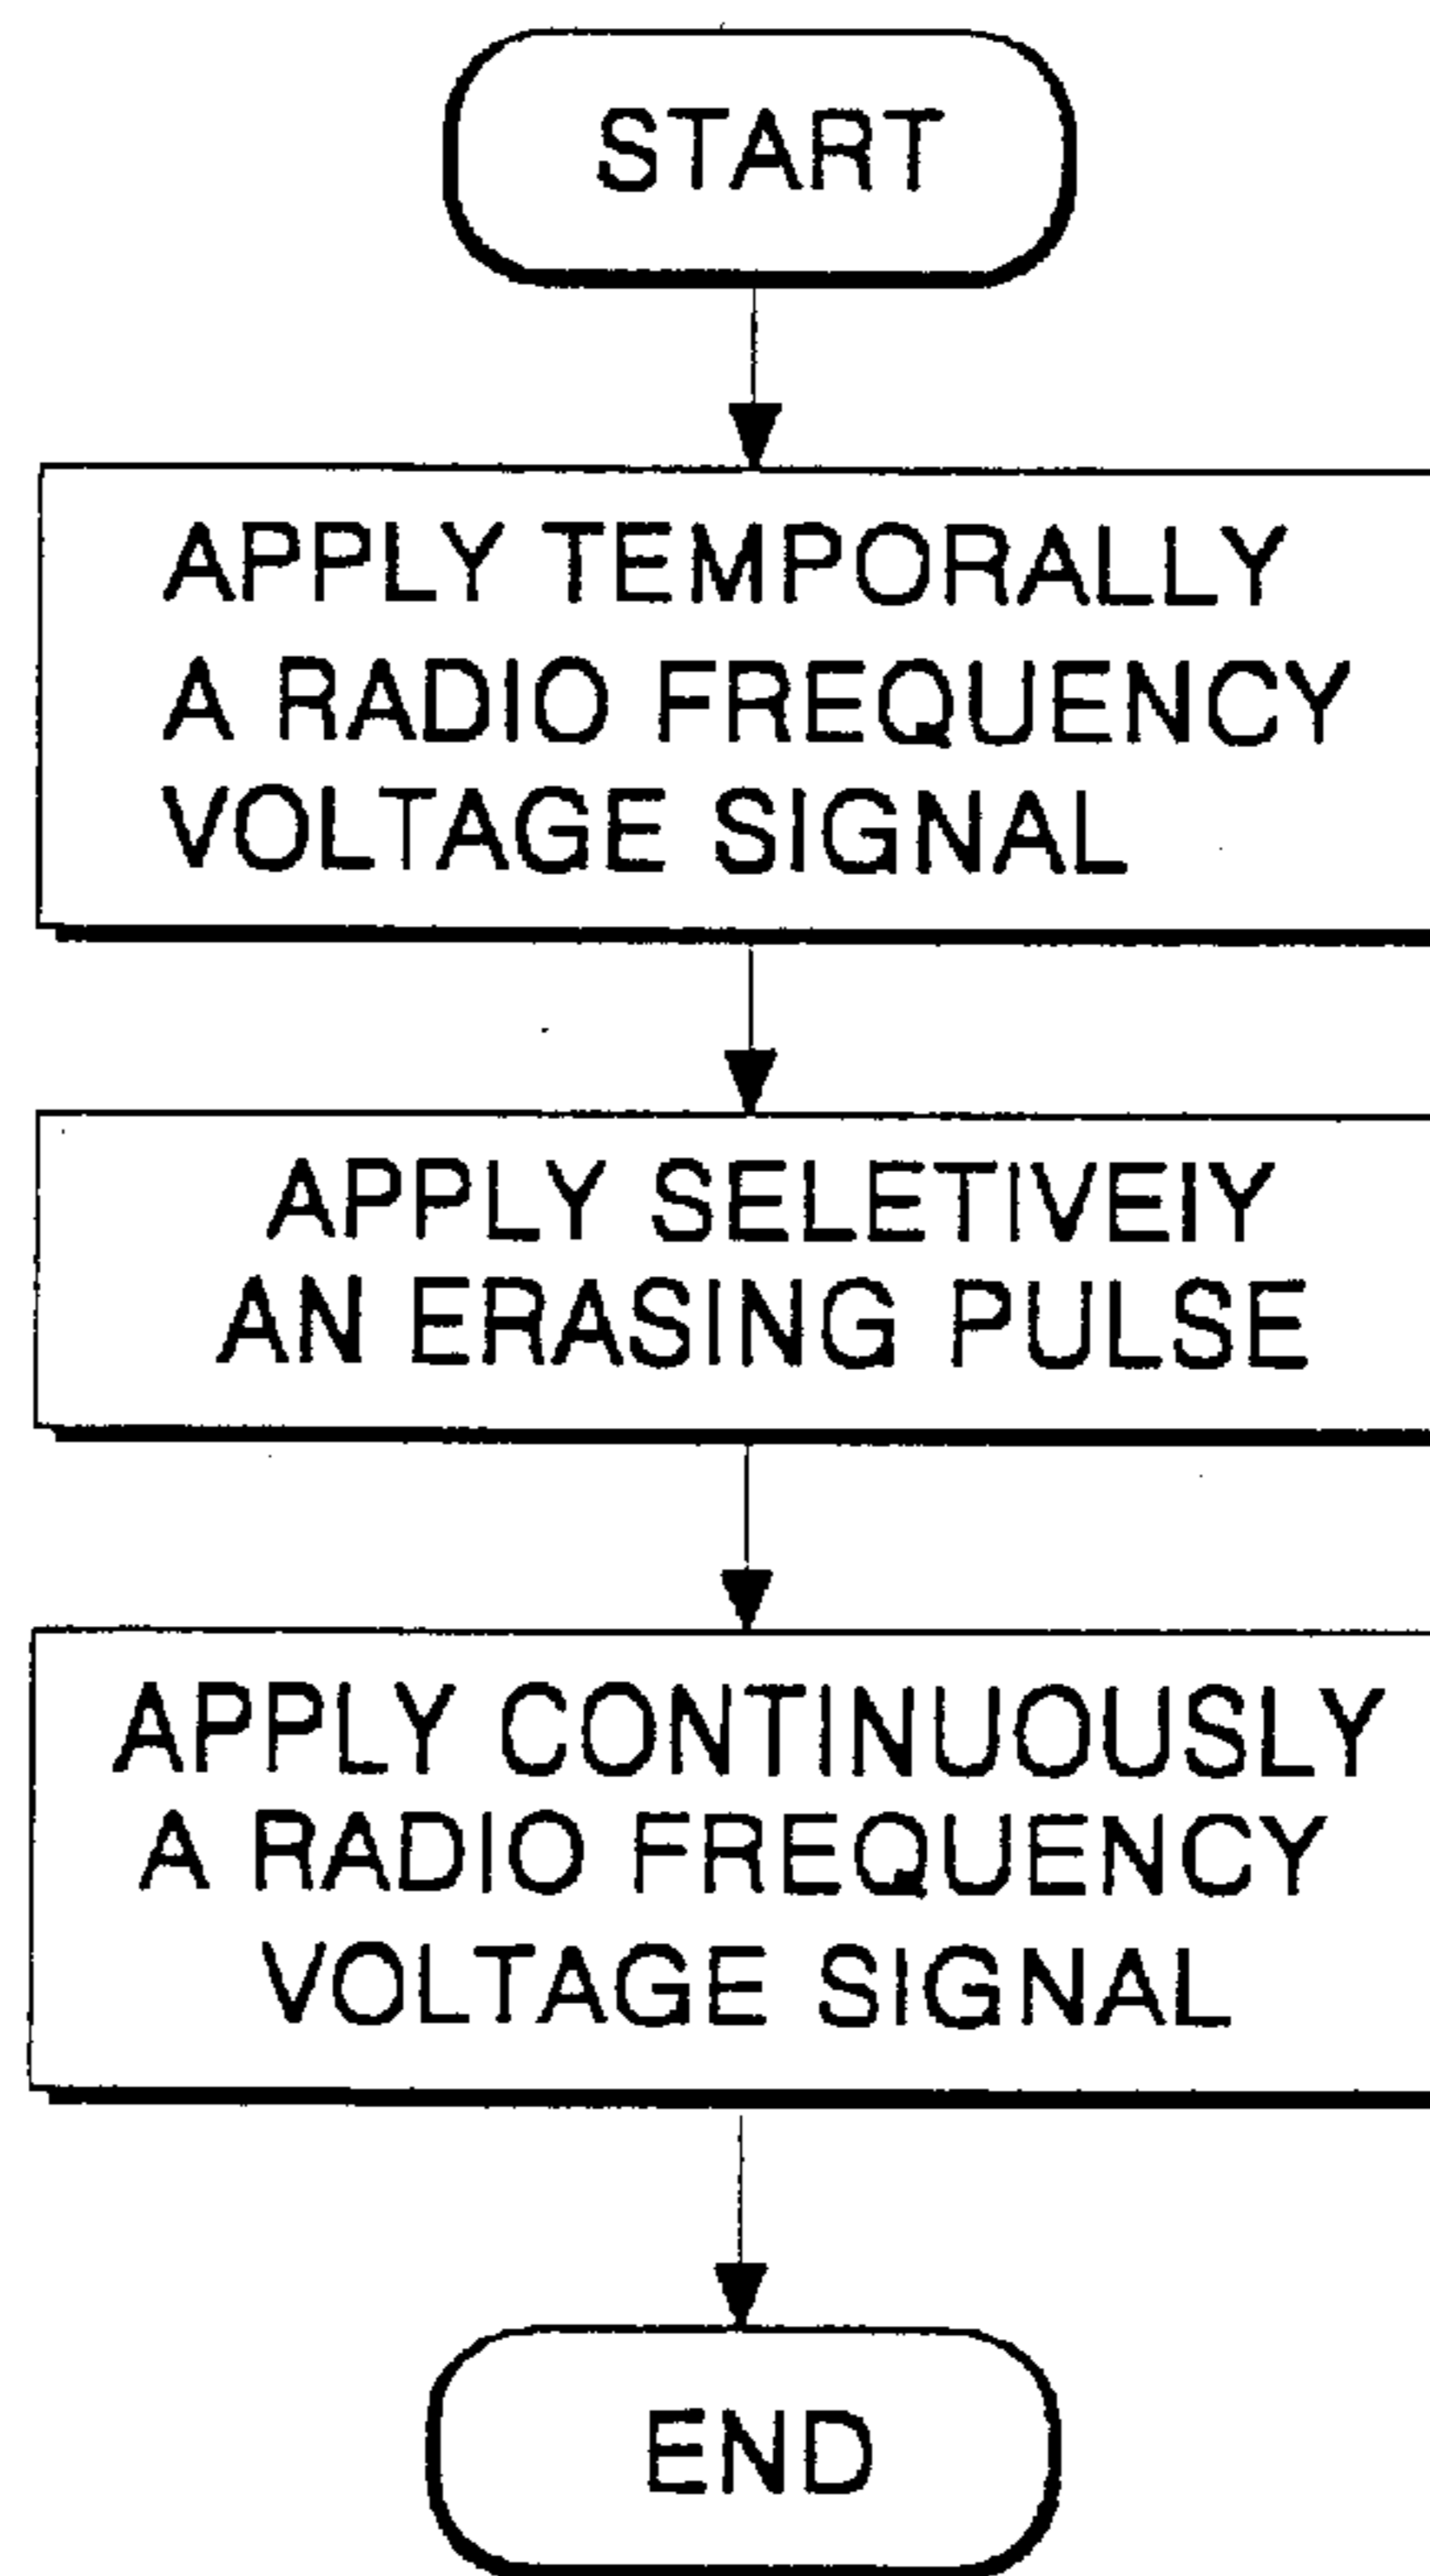 START
APPLY TEMPORALLY
A RADIO FREQUENCY
VOLTAGE SIGNAL
APPLY SELETIVEIY
AN ERASING PULSE
APPLY CONTINUOUSLY
A RADIO FREQUENCY
VOLTAGE SIGNAL
END